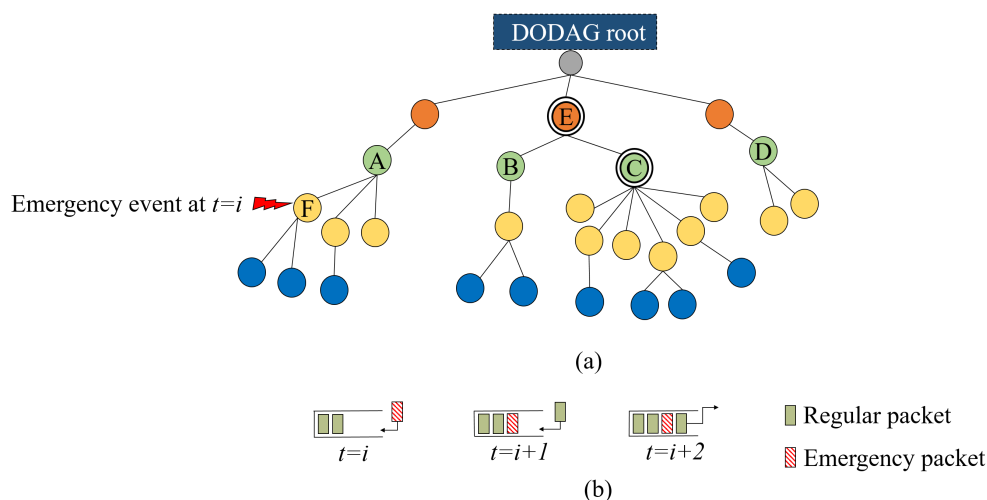 DODAG root
E
A
B
C
D
Emergency event at t=i
F
(a)
Regular packet
t=i
t=i+1
t=i+2
Emergency packet
(b)